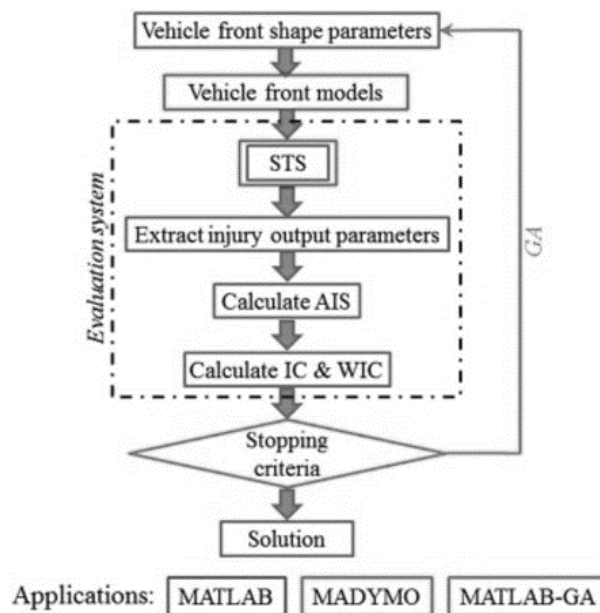 Vehicle front shape parameters
Vehicle front models
STS
Extract injury output parameters
Calculate AIS
Calculate IC & WIC
Evaluation system
GA
Stopping
criteria
Solution
Applications: MATLAB MADYMO MATLAB-GA